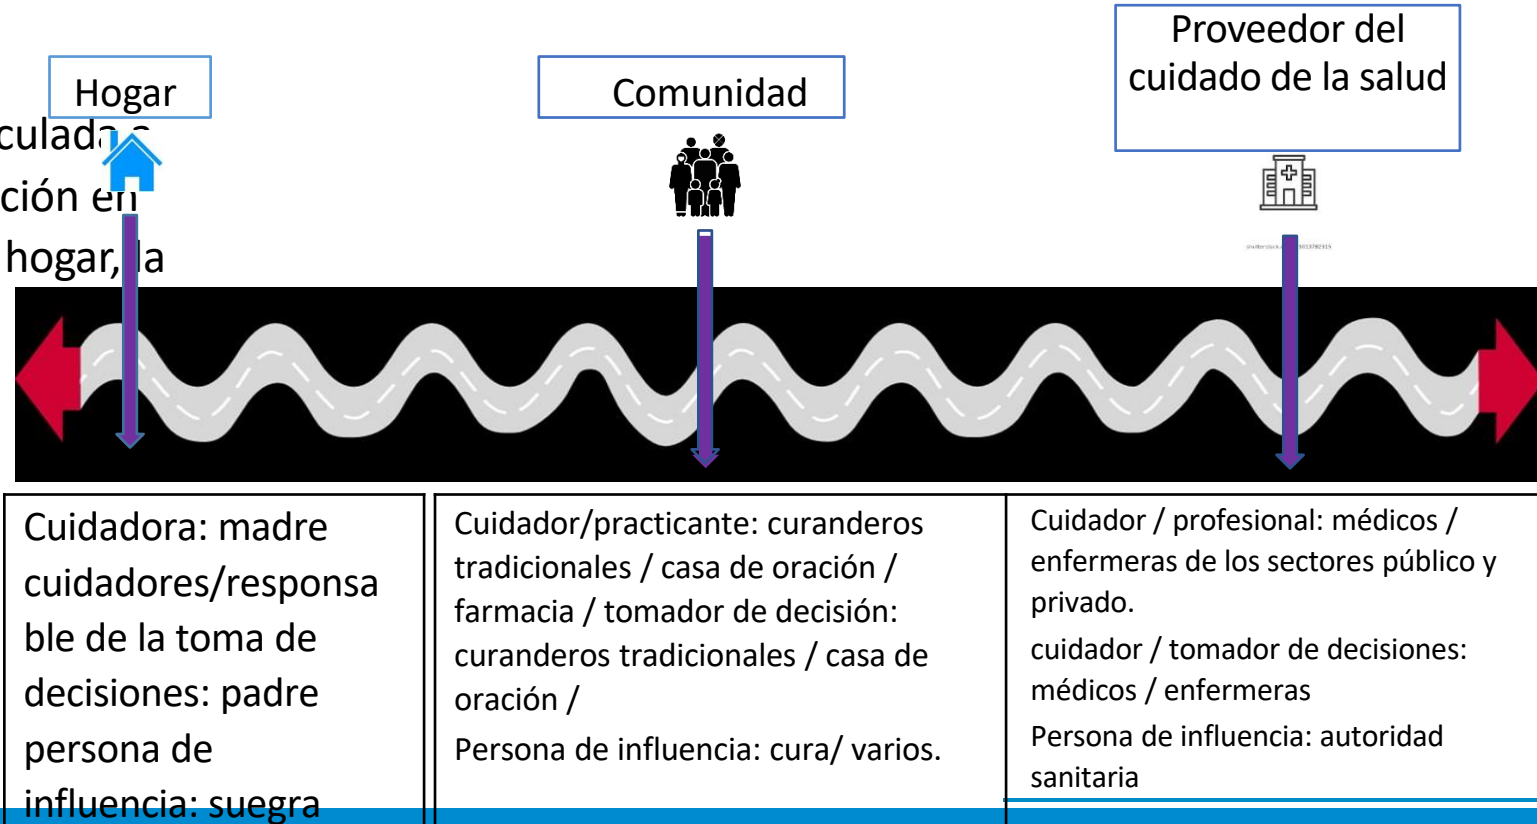 Proveedor del
cuidado de la salud
Hogar
Comunidad
ción en
hogar, la
Cuidadora: madre
cuidadores/responsa
ble de la toma de
decisiones: padre
persona de
influencia: suegra
Cuidador/practicante: curanderos
tradicionales / casa de oración /
farmacia / tomador de decisión:
curanderos tradicionales / casa de
oración /
Persona de influencia: cura/ varios.
Cuidador / profesional: médicos /
enfermeras de los sectores público y
privado.
cuidador / tomador de decisiones:
médicos / enfermeras
Persona de influencia: autoridad
sanitaria